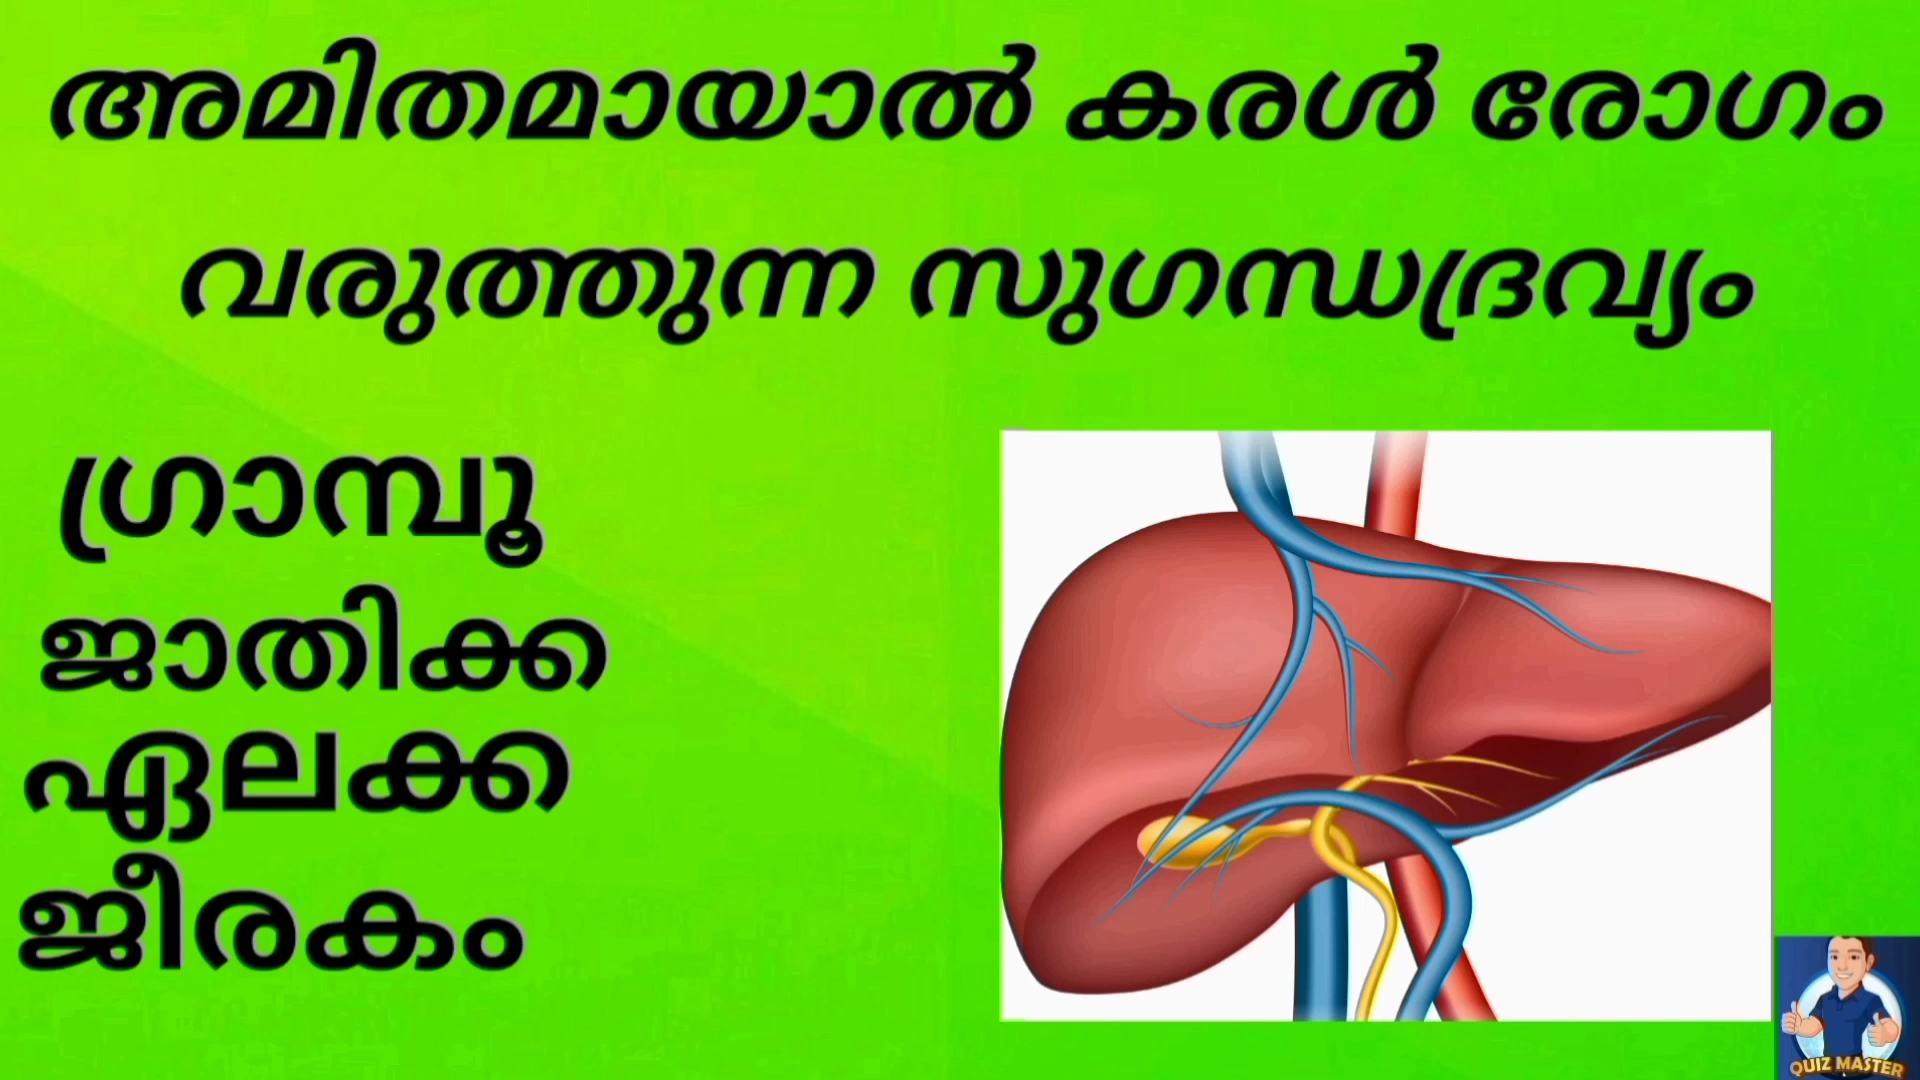 അമിതമായാൽ കരൾ രോഗം
വരുത്തുന്ന സുഗന്ധദ്രവ്യം
ഗ്രാമ്പൂ
ജാതിക്ക
ഏലക്ക
ജീരകം
QUIZ MASTER